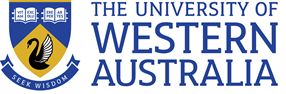 THE UNIVERSITY OF
WESTERN
AUSTRALIA
SEEK WISDOM